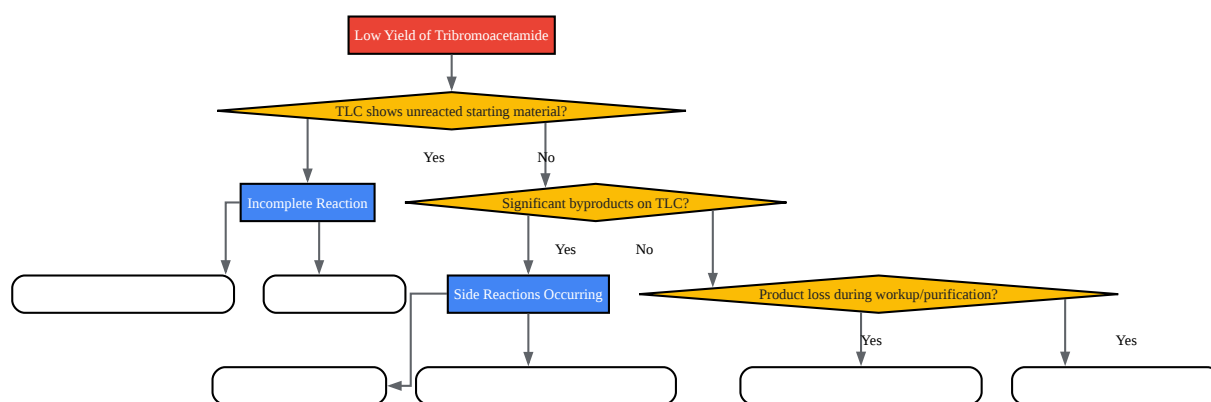 Low Yield of Tribromoacetamide
TLC shows unreacted starting material?
Yes
No
Incomplete Reaction
Significant byproducts on TLC?
Yes
No
Side Reactions Occurring
Product loss during workup/purification?
Yes
Yes